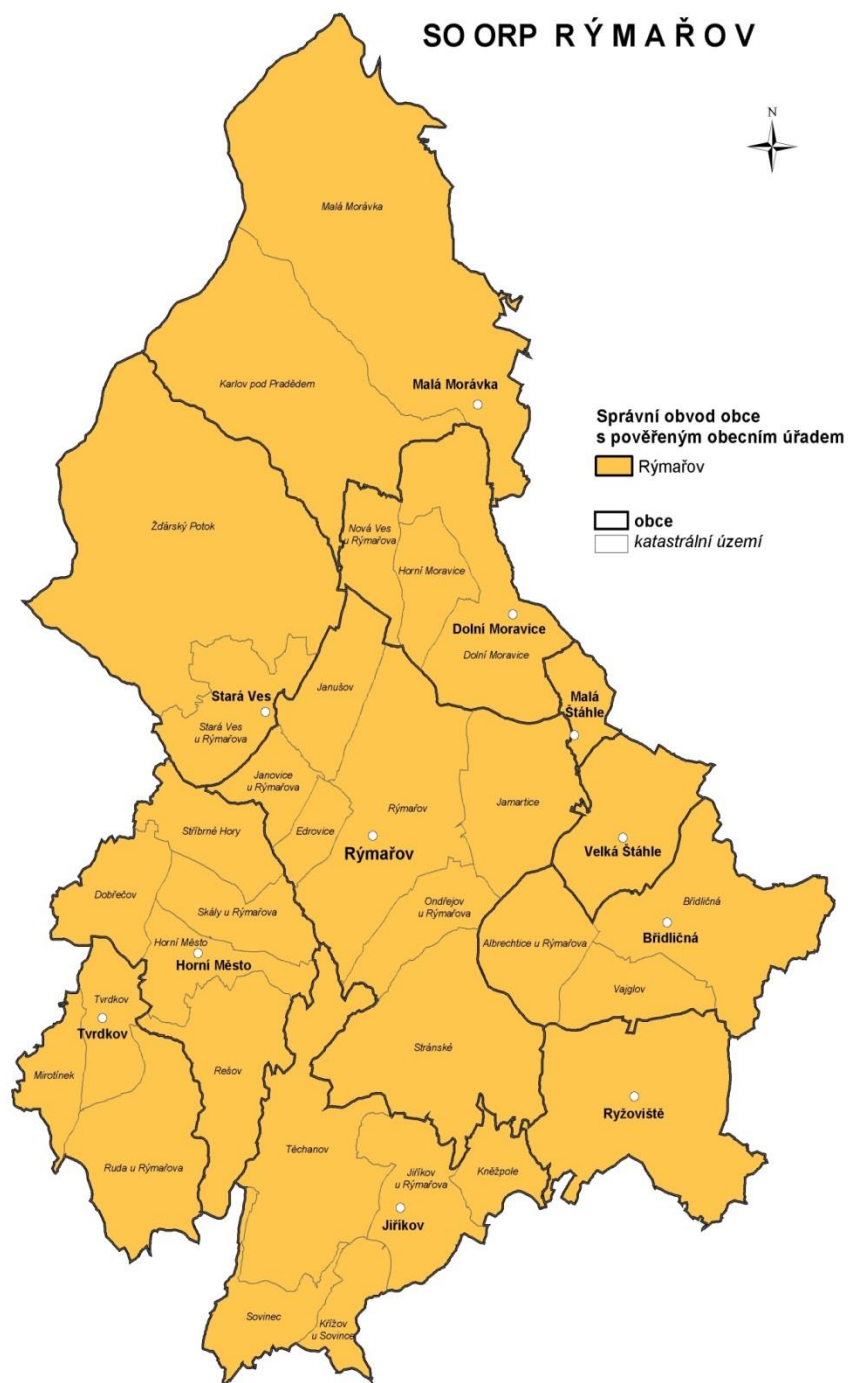 SO ORP RÝMAŘOV
N
Malá Morávka
Karlov pod Pradědem
Malá Morávka
Správní obvod obce
s pověřeným obecním úřadem
Rýmařov
obce
katastrální území
Žďárský Potok
Nová Ves
u Rýmařova
Horní Moravice
Dolní Moravice
Dolní Moravice
Janušov
Stará Ves
Malá
Štáhle
Stará Ves
u Rýmařova
Janovice
u Rýmařova
Rýmařov
Jamartice
Stříbrné Hory
Edrovice
Rýmařov
Velká Štáhle
Dobřečov
Skály u Rýmařova
Ondřejov
u Rýmařova
Břidličná
Břidličná
Albrechtice u Rýmařova
Horní Město
Horní Město
Vajglov
Tvrdkov
Tvrdkov
Mirotínek
Rešov
Stránské
Ryžoviště
Ruda u Rýmařova
Těchanov
Jiříkov
u Rýmařova
Kněžpole
Jiříkov
Sovinec
Křížov
u Sovince